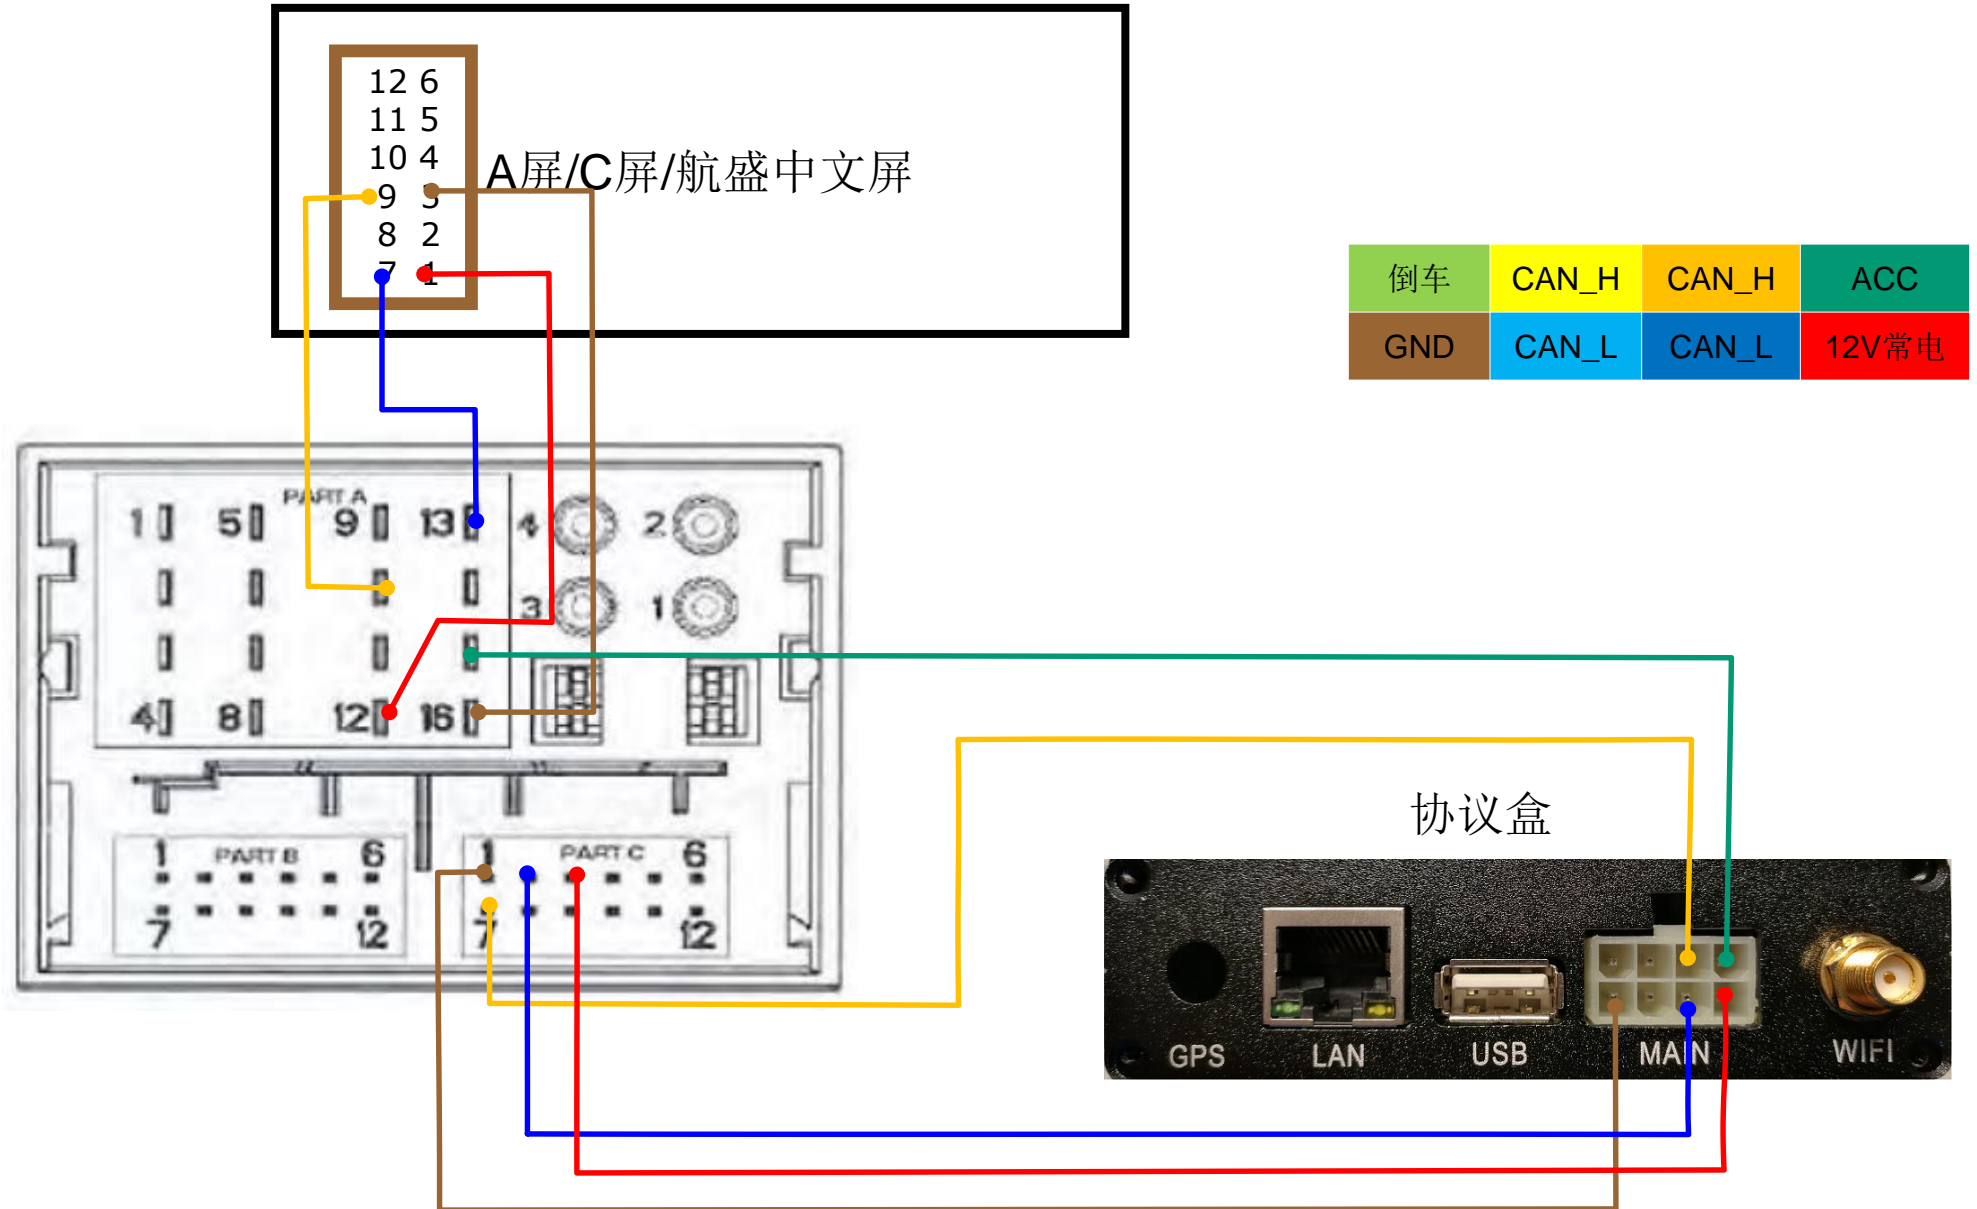 12 6
11 5
10 4
9 3
8 2
7 1
A屏/C屏/航盛中文屏
倒车 CAN_H CAN_H ACC
GND CAN_L CAN_L 12V常电
PART A
1 5 9 13
4 8 12 16
4 2
3 1
1 PART B 6
7 12
1 PART C 6
7 12
协议盒
GPS LAN USB MAIN WIFI